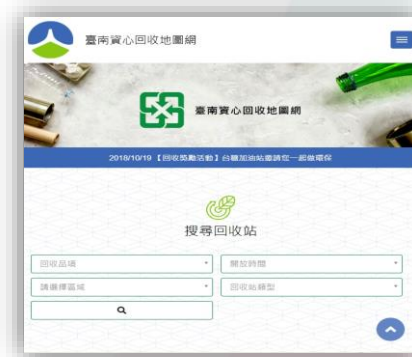 臺南資心回收地圖網
臺南資心回收地圖網
2018/10/19 【回收獎勵活動】台糖加油站邀請您一起做環保
搜尋回收站
回收品項
開放時間
請選擇區域
回收站類型